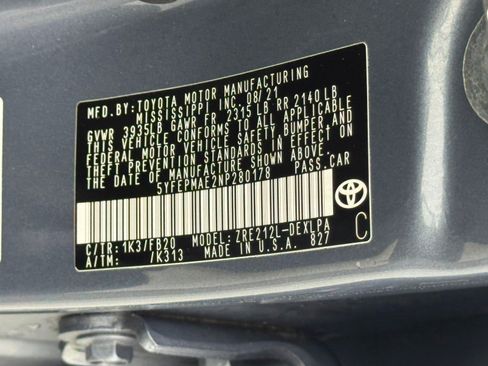 MFD.BY:TOYOTA MOTOR MANUFACTURING
MISSISSIPPI INC. 08/21
GVWR 3935LB GAWR FR 2315 LB RR 2140LB
THIS VEHICLE CONFORMS TO ALL APPLICABLE
FEDERAL MOTOR VEHICLE SAFETY, BUMPER AND
THEFT PREVENTION STANDARDS IN EFFECT ON
THE DATE OF MANUFACTURE SHOWN ABOVE.
5YFEPMAE2NP280178 PASS.CAR
C/TR: 1K3/FB20 MODEL: ZRE212L-DEXLPA
A/TM: /K313 MADE IN U.S.A. 827
C